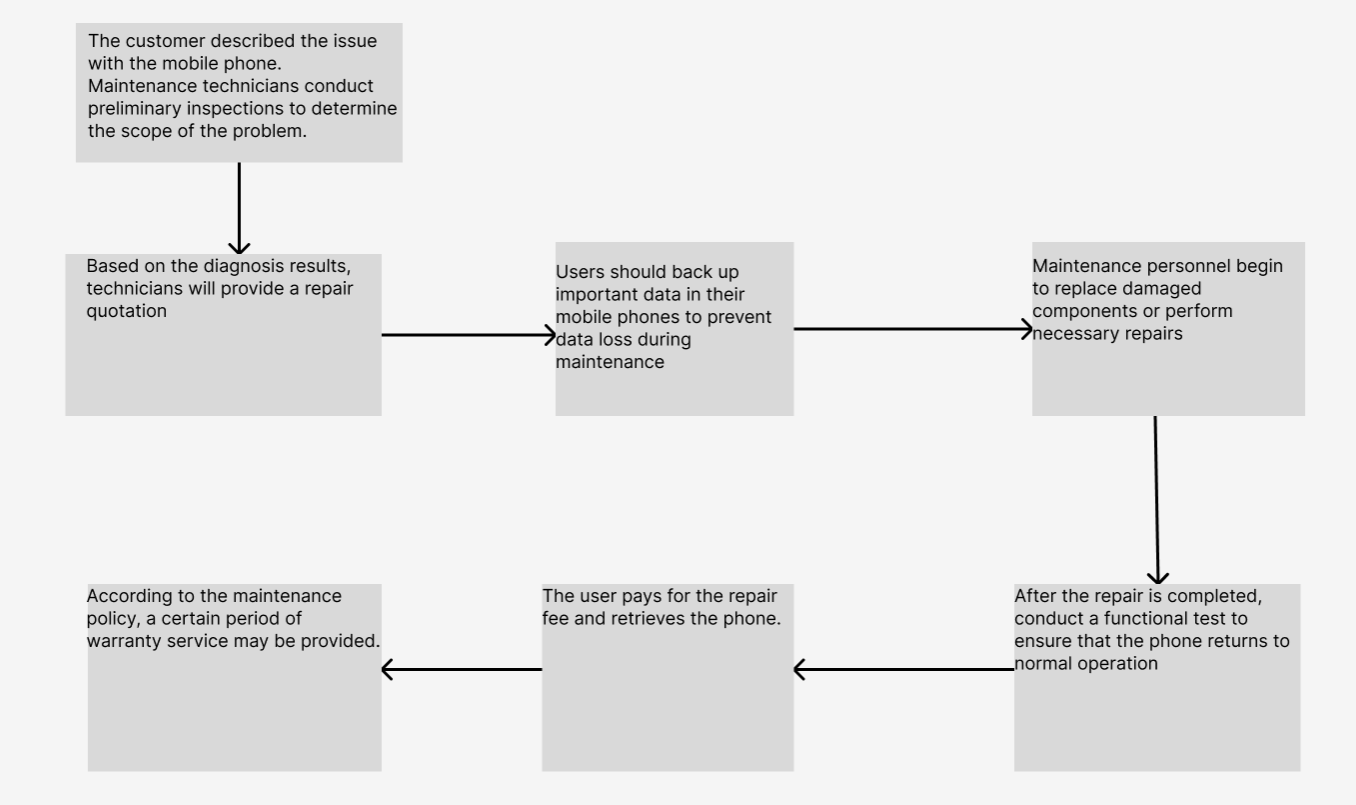 The customer described the issue
with the mobile phone.
Maintenance technicians conduct
preliminary inspections to determine
the scope of the problem.
Based on the diagnosis results,
technicians will provide a repair
quotation
Users should back up
important data in their
mobile phones to prevent
data loss during
maintenance
Maintenance personnel begin
to replace damaged
components or perform
necessary repairs
After the repair is completed,
conduct a functional test to
ensure that the phone returns to
normal operation
The user pays for the repair
fee and retrieves the phone.
According to the maintenance
policy, a certain period of
warranty service may be provided.